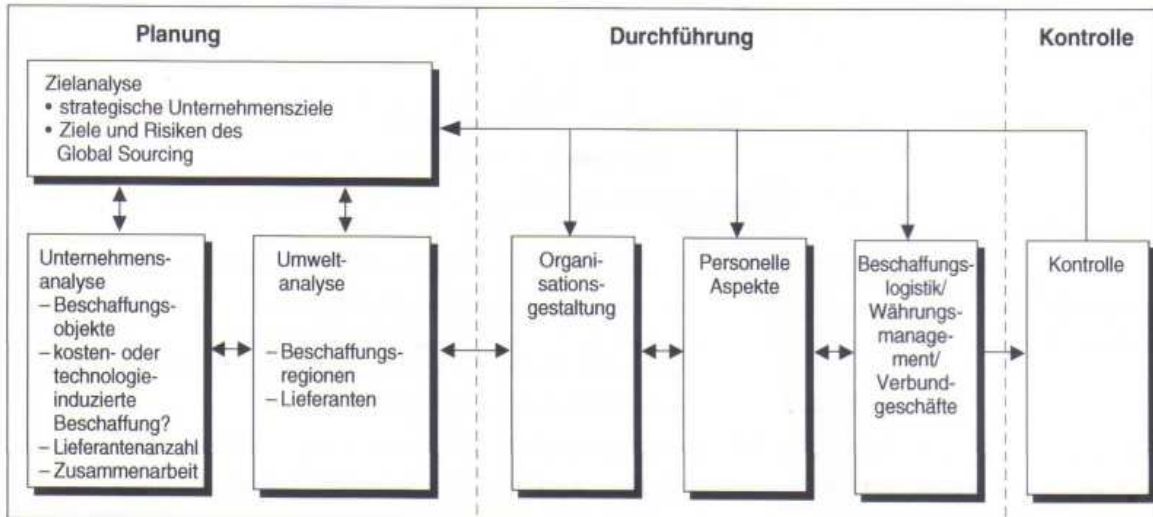 Planung
Durchführung
Kontrolle
Zielanalyse
• strategische Unternehmensziele
• Ziele und Risiken des
Global Sourcing
Unternehmens-
analyse
– Beschaffungs-
objekte
– kosten- oder
technologie-
induzierte
Beschaffung?
– Lieferantenanzahl
– Zusammenarbeit
Umwelt-
analyse
– Beschaffungs-
regionen
– Lieferanten
Organi-
sations-
gestaltung
Personelle
Aspekte
Beschaffungs-
logistik/
Währungs-
manage-
ment/
Verbund-
geschäfte
Kontrolle